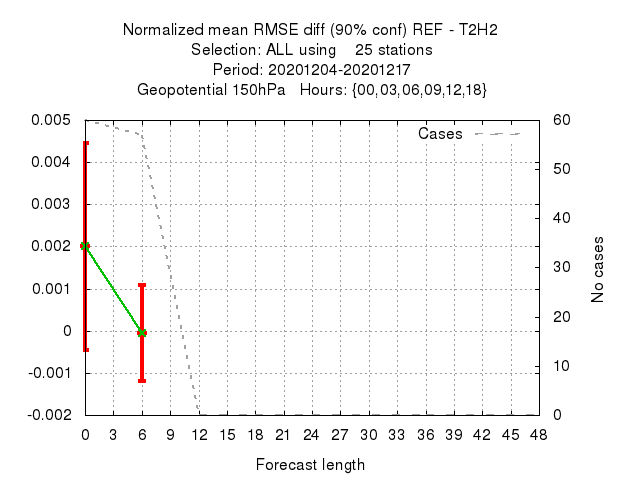 Normalized mean RMSE diff (90% conf) REF - T2H2
Selection: ALL using 25 stations
Period: 20201204-20201217
Geopotential 150hPa Hours: {00,03,06,09,12,18}
Cases
0.005
0.004
0.003
0.002
0.001
0
-0.001
-0.002
60
50
40
30
20
10
0
No cases
0 3 6 9 12 15 18 21 24 27 30 33 36 39 42 45 48
Forecast length